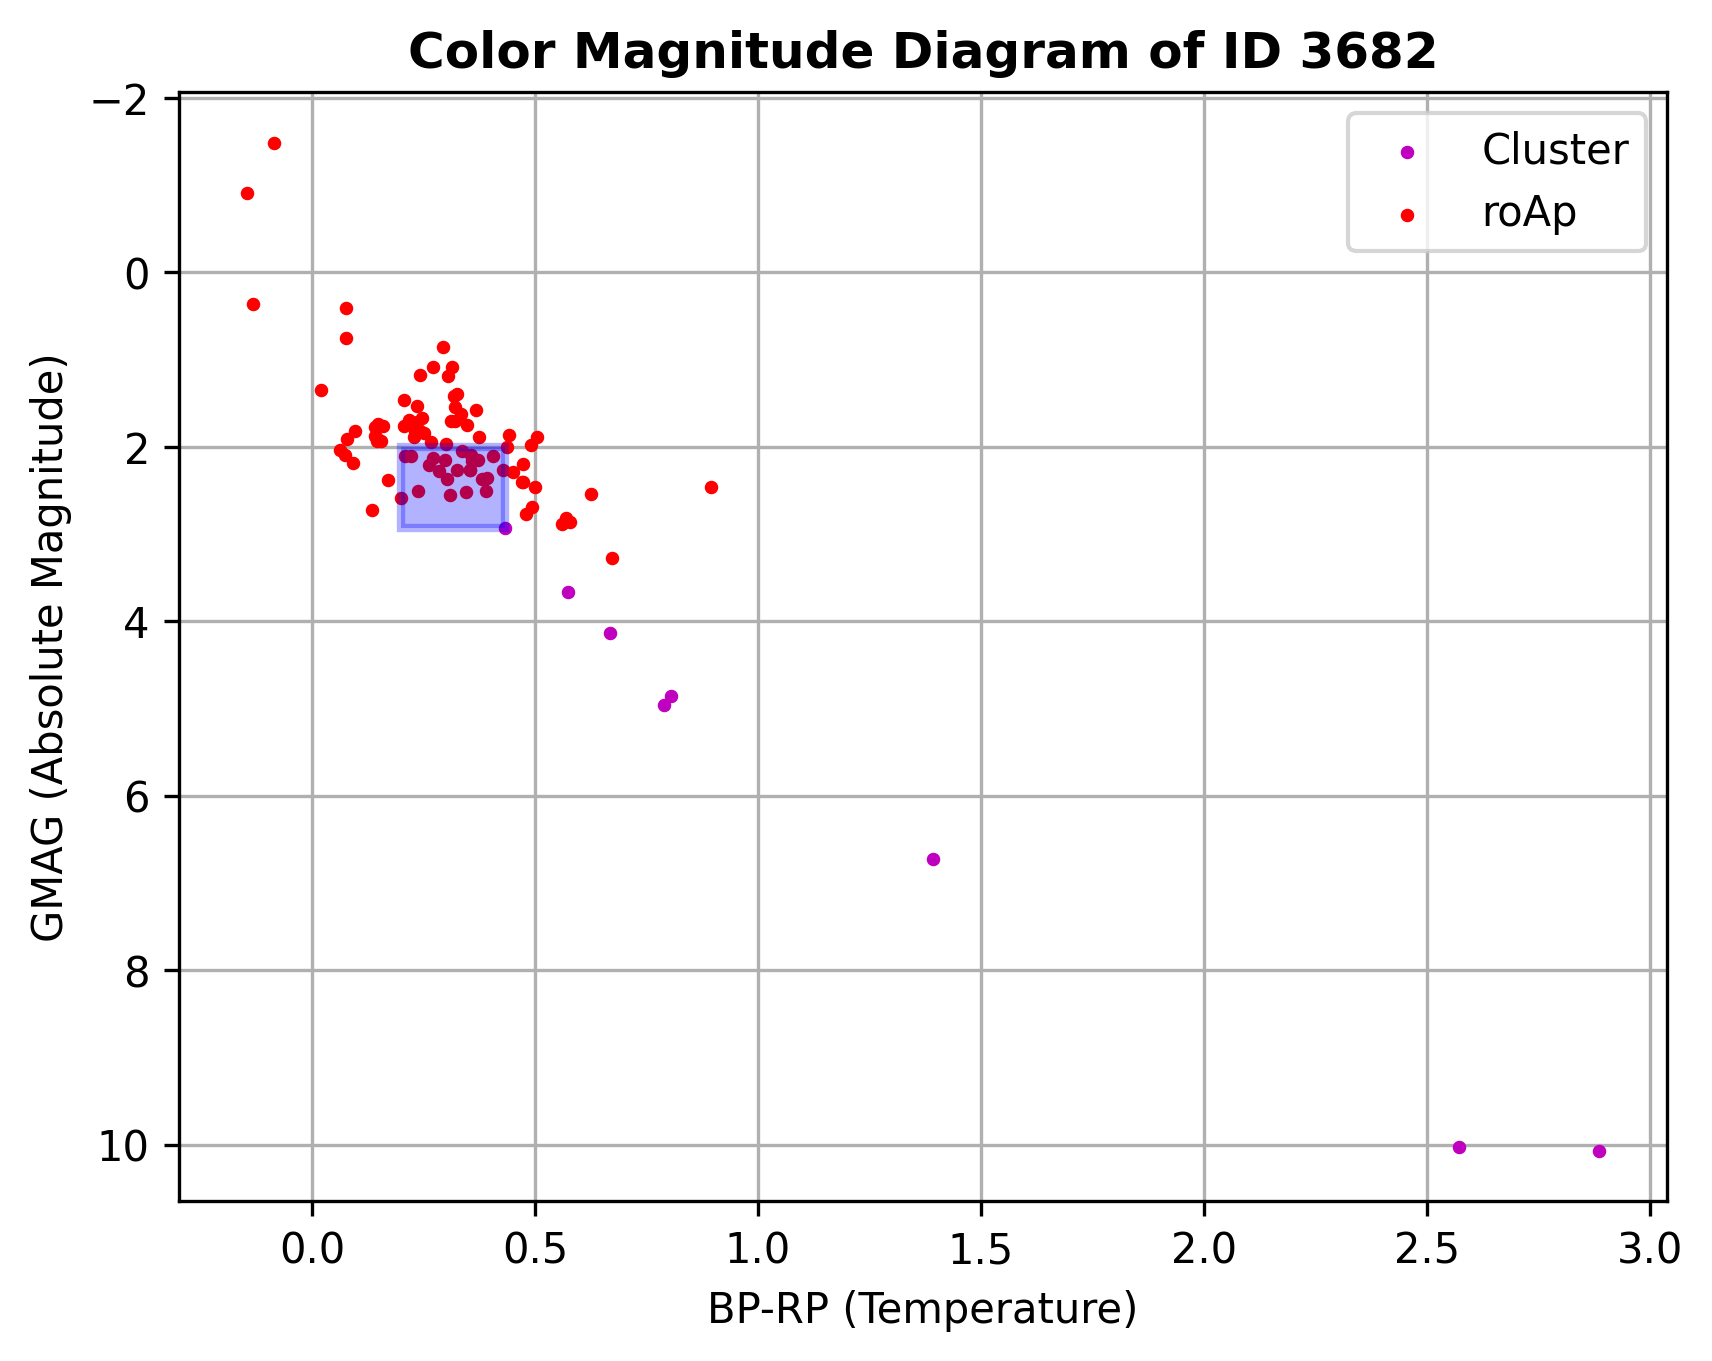 Color Magnitude Diagram of ID 3682
Cluster
roAp
GMAG (Absolute Magnitude)
−2
0
2
4
6
8
10
0.0 0.5 1.0 1.5 2.0 2.5 3.0
BP-RP (Temperature)